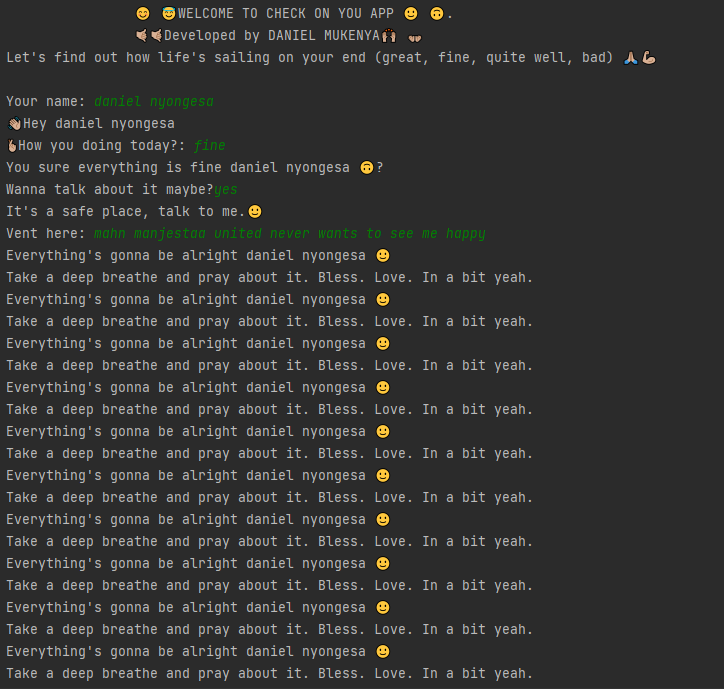 😊 😅WELCOME TO CHECK ON YOU APP 🙂 🙃.
🤙🏽🤙🏽Developed by DANIEL MUKENYA🙌🏽 👐🏽
Let's find out how life's sailing on your end (great, fine, quite well, bad) 🙏🏽💪🏽
Your name: daniel nyongesa
👋🏽Hey daniel nyongesa
👆🏽How you doing today?: fine
You sure everything is fine daniel nyongesa 🙃?
Wanna talk about it maybe?yes
It's a safe place, talk to me.🙂
Vent here: mahn manjestaa united never wants to see me happy
Everything's gonna be alright daniel nyongesa 🙂
Take a deep breathe and pray about it. Bless. Love. In a bit yeah.
Everything's gonna be alright daniel nyongesa 🙂
Take a deep breathe and pray about it. Bless. Love. In a bit yeah.
Everything's gonna be alright daniel nyongesa 🙂
Take a deep breathe and pray about it. Bless. Love. In a bit yeah.
Everything's gonna be alright daniel nyongesa 🙂
Take a deep breathe and pray about it. Bless. Love. In a bit yeah.
Everything's gonna be alright daniel nyongesa 🙂
Take a deep breathe and pray about it. Bless. Love. In a bit yeah.
Everything's gonna be alright daniel nyongesa 🙂
Take a deep breathe and pray about it. Bless. Love. In a bit yeah.
Everything's gonna be alright daniel nyongesa 🙂
Take a deep breathe and pray about it. Bless. Love. In a bit yeah.
Everything's gonna be alright daniel nyongesa 🙂
Take a deep breathe and pray about it. Bless. Love. In a bit yeah.
Everything's gonna be alright daniel nyongesa 🙂
Take a deep breathe and pray about it. Bless. Love. In a bit yeah.
Everything's gonna be alright daniel nyongesa 🙂
Take a deep breathe and pray about it. Bless. Love. In a bit yeah.